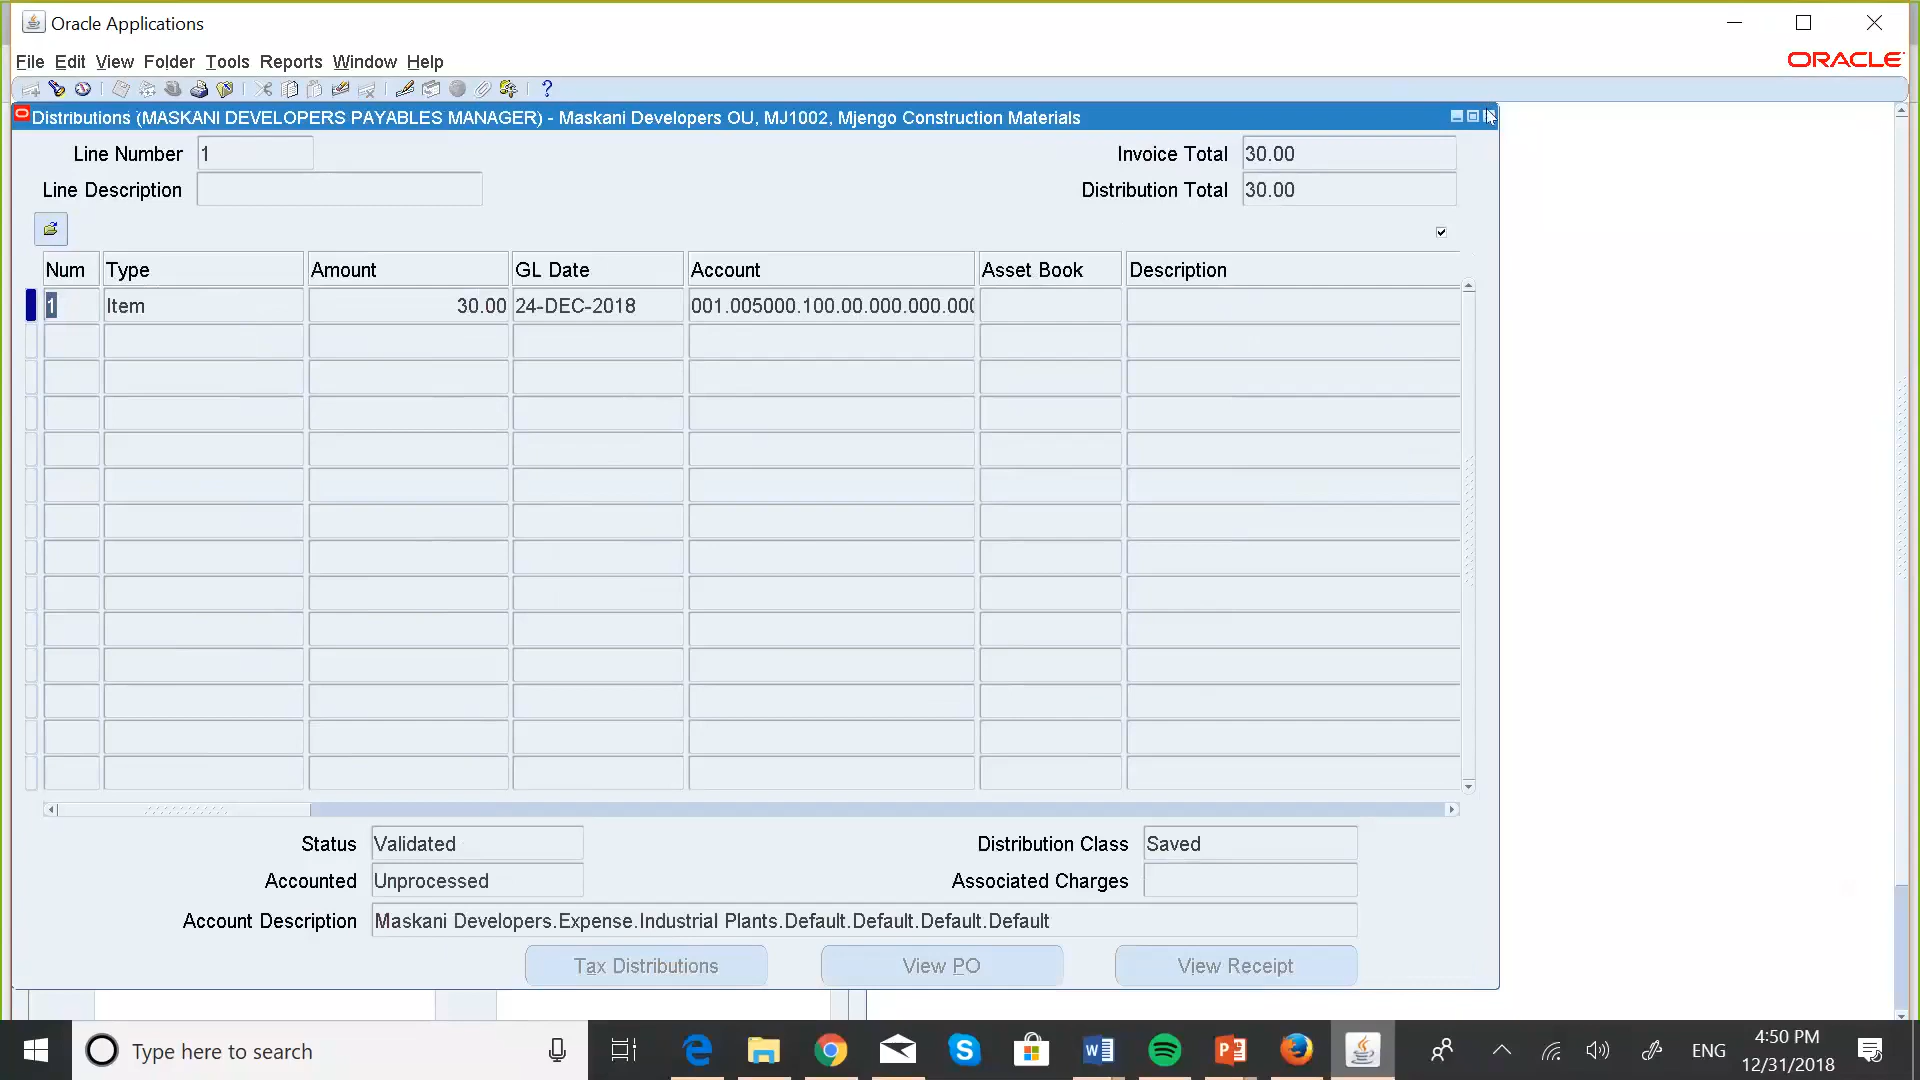 Oracle Applications
File Edit View Folder Tools Reports Window Help
ORACLE
Distributions (MASKANI DEVELOPERS PAYABLES MANAGER) - Maskani Developers OU, MJ1002, Mjengo Construction Materials
Line Number 1 Invoice Total 30.00
Line Description Distribution Total 30.00
Num Type Amount GL Date Account Asset Book Description
1 Item 30.00 24-DEC-2018 001.005000.100.00.000.000.000
Status Validated Distribution Class Saved
Accounted Unprocessed Associated Charges
Account Description Maskani Developers.Expense.Industrial Plants.Default.Default.Default.Default
Tax Distributions View PO View Receipt
Type here to search
ENG
4:50 PM
12/31/2018